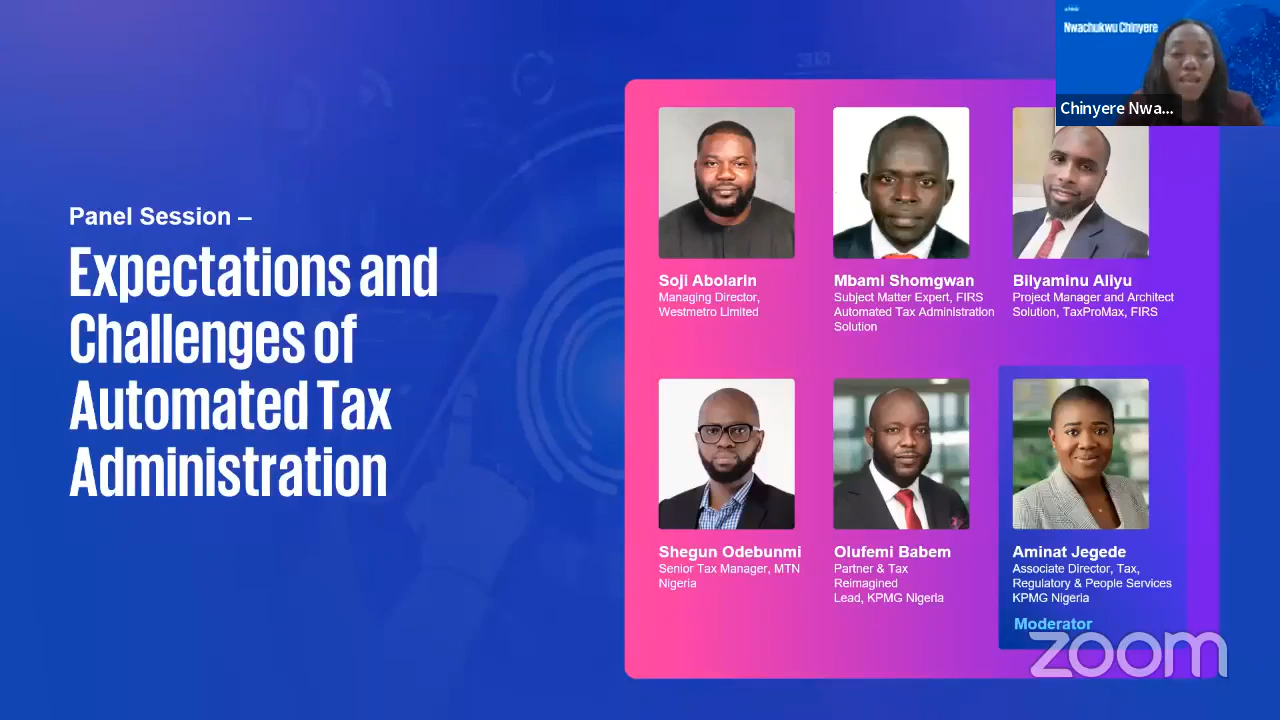 Nwachukwu Chinyere
Chinyere Nwa...
Panel Session –
Expectations and
Challenges of
Automated Tax
Administration
Soji Abolarin
Managing Director,
Westmetro Limited
Mbami Shomgwan
Subject Matter Expert, FIRS
Automated Tax Administration
Solution
Bilyaminu Aliyu
Project Manager and Architect
Solution, TaxProMax, FIRS
Shegun Odebunmi
Senior Tax Manager, MTN
Nigeria
Olufemi Babem
Partner & Tax
Reimagined
Lead, KPMG Nigeria
Aminat Jegede
Associate Director, Tax,
Regulatory & People Services
KPMG Nigeria
Moderator
zoom